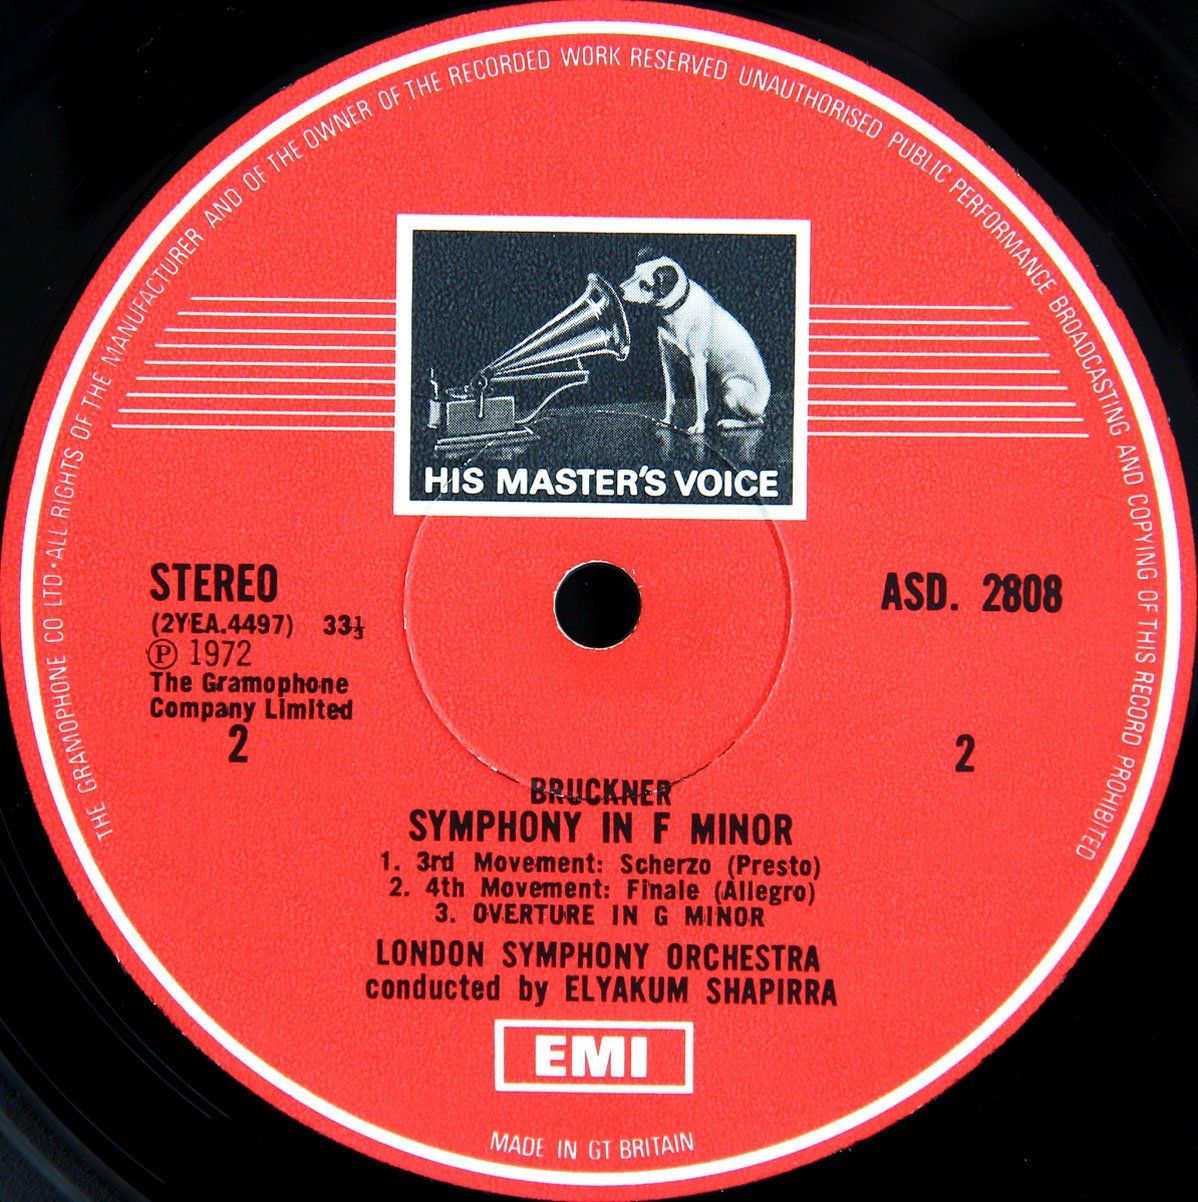 THE GRAMOPHONE CO LTD · ALL RIGHTS OF THE MANUFACTURER AND OF THE OWNER OF THE RECORDED WORK RESERVED UNAUTHORISED PUBLIC PERFORMANCE BROADCASTING AND COPYING OF THIS RECORD PROHIBITED
HIS MASTER'S VOICE
STEREO
(2YEA.4497) 33⅓
℗ 1972
The Gramophone
Company Limited
2
ASD. 2808
2
BRUCKNER
SYMPHONY IN F MINOR
1. 3rd Movement: Scherzo (Presto)
2. 4th Movement: Finale (Allegro)
3. OVERTURE IN G MINOR
LONDON SYMPHONY ORCHESTRA
conducted by ELYAKUM SHAPIRRA
EMI
MADE IN GT BRITAIN